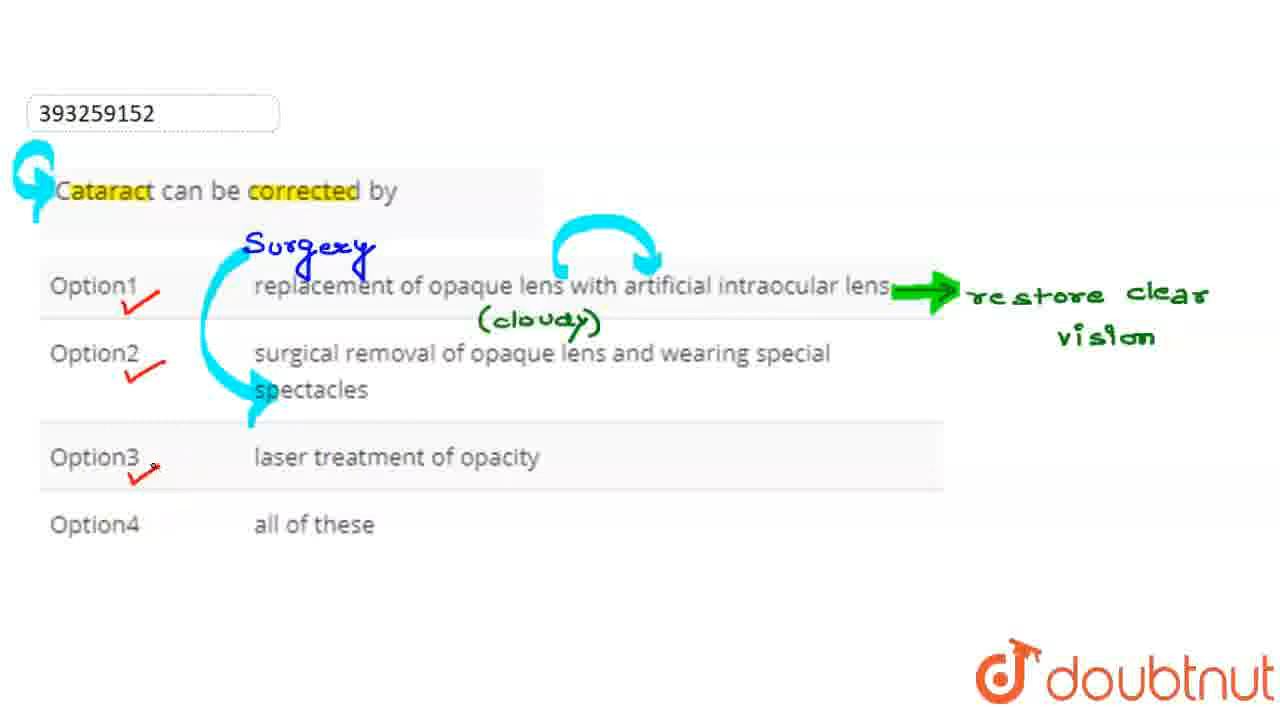 393259152
Cataract can be corrected by
Surgery
Option1 replacement of opaque lens with artificial intraocular lens
restore clear
vision
(cloudy)
Option2 surgical removal of opaque lens and wearing special
spectacles
Option3 laser treatment of opacity
Option4 all of these
doubtnut